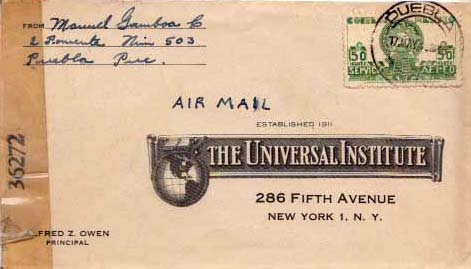 FROM Manuel Gamboa C
2 Poniente Num 503
Puebla Pue.
PUEBLA
50 50
SERVICIO AEREO
AIR MAIL
ESTABLISHED 1911
THE UNIVERSAL INSTITUTE
286 FIFTH AVENUE
NEW YORK 1, N. Y.
36272
ALFRED Z. OWEN
PRINCIPAL